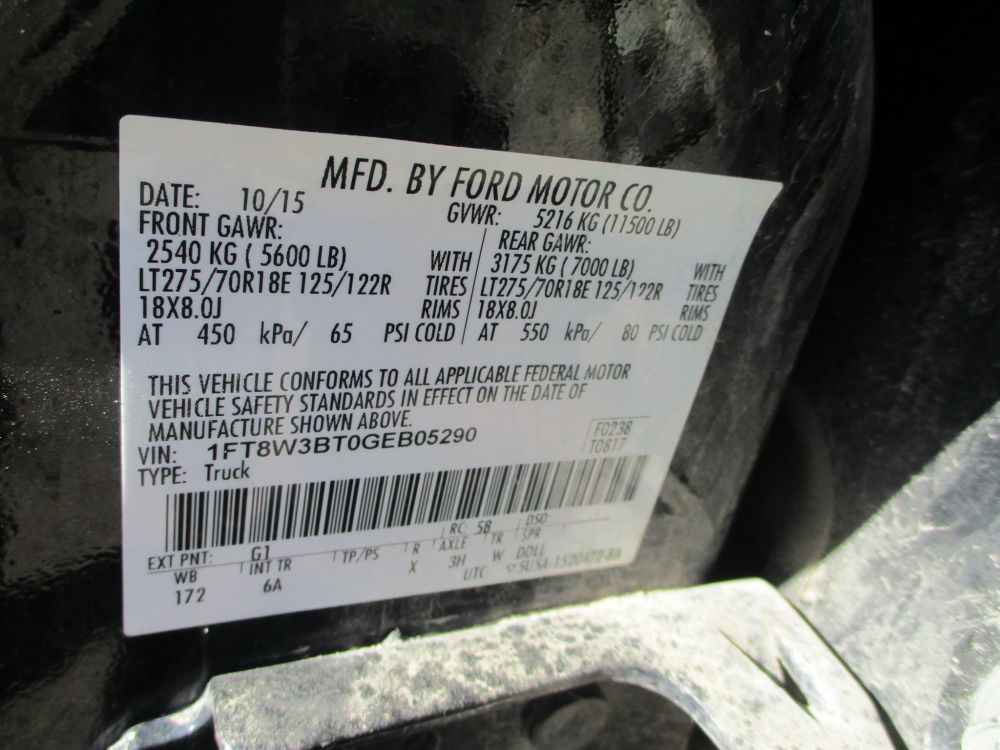 MFD. BY FORD MOTOR CO.
DATE: 10/15 GVWR: 5216 KG (11500 LB)
FRONT GAWR: REAR GAWR:
2540 KG ( 5600 LB) WITH 3175 KG ( 7000 LB) WITH
LT275/70R18E 125/122R TIRES LT275/70R18E 125/122R TIRES
18X8.0J RIMS 18X8.0J RIMS
AT 450 kPa/ 65 PSI COLD AT 550 kPa/ 80 PSI COLD
THIS VEHICLE CONFORMS TO ALL APPLICABLE FEDERAL MOTOR
VEHICLE SAFETY STANDARDS IN EFFECT ON THE DATE OF
MANUFACTURE SHOWN ABOVE.
VIN: 1FT8W3BT0GEB05290
F0238
T0817
TYPE: Truck
EXT PNT: G1 RC: 58 DSO
WB INT TR TP/PS R AXLE TR SPR
172 6A X 3H W DDLL
UTC